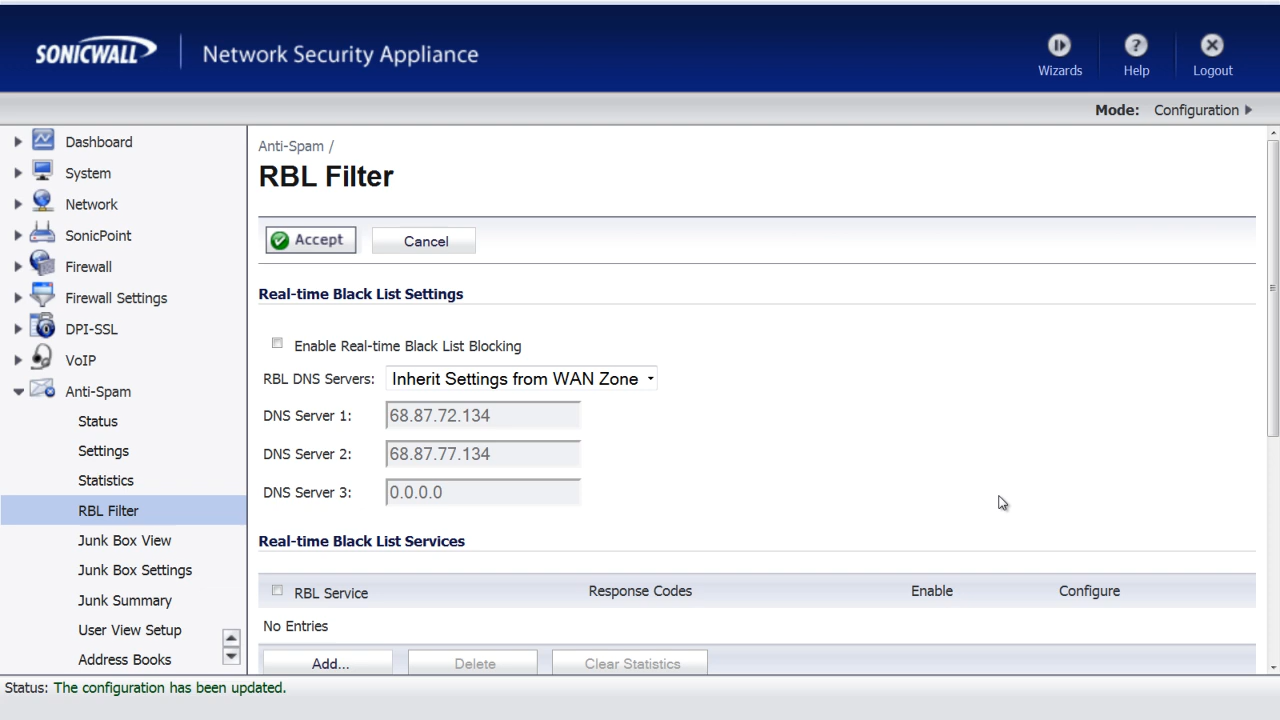 SONICWALL Network Security Appliance
Wizards Help Logout
Mode: Configuration
Dashboard
System
Network
SonicPoint
Firewall
Firewall Settings
DPI-SSL
VoIP
Anti-Spam
Status
Settings
Statistics
RBL Filter
Junk Box View
Junk Box Settings
Junk Summary
User View Setup
Address Books
Anti-Spam /
RBL Filter
Accept Cancel
Real-time Black List Settings
Enable Real-time Black List Blocking
RBL DNS Servers: Inherit Settings from WAN Zone
DNS Server 1: 68.87.72.134
DNS Server 2: 68.87.77.134
DNS Server 3: 0.0.0.0
Real-time Black List Services
RBL Service Response Codes Enable Configure
No Entries
Add... Delete Clear Statistics
Status: The configuration has been updated.